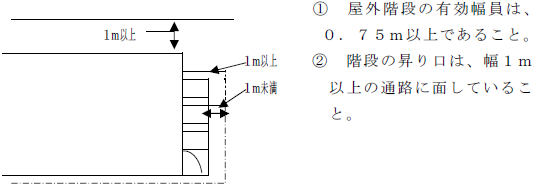 1m以上
1m以上
1m未満
①　屋外階段の有効幅員は、
０．７５ｍ以上であること。
②　階段の昇り口は、幅１ｍ
以上の通路に面しているこ
と。